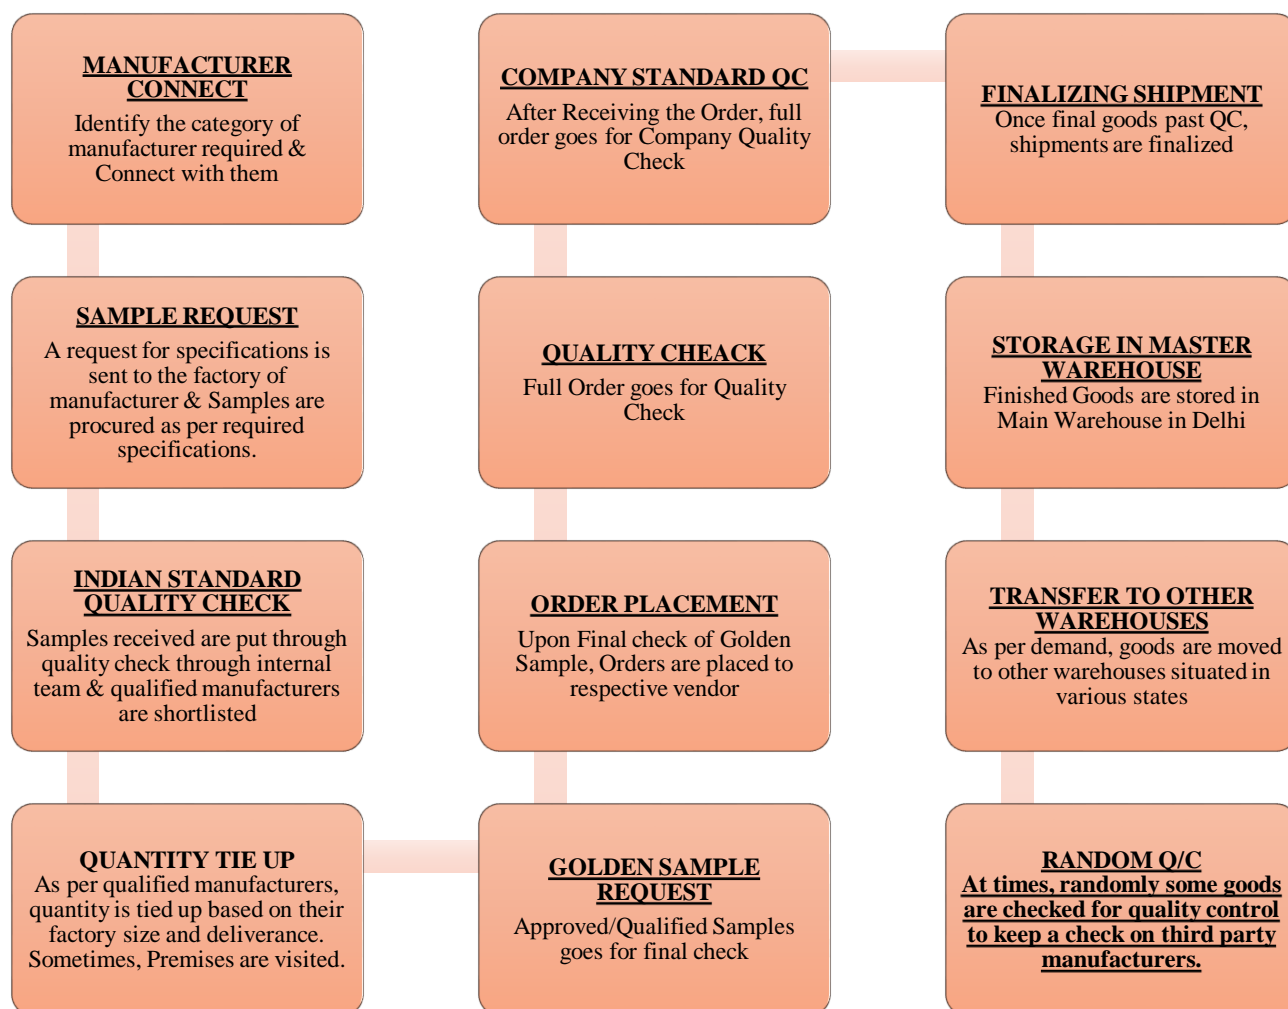 MANUFACTURER
CONNECT
Identify the category of
manufacturer required &
Connect with them
SAMPLE REQUEST
A request for specifications is
sent to the factory of
manufacturer & Samples are
procured as per required
specifications.
INDIAN STANDARD
QUALITY CHECK
Samples received are put through
quality check through internal
team & qualified manufacturers
are shortlisted
QUANTITY TIE UP
As per qualified manufacturers,
quantity is tied up based on their
factory size and deliverance.
Sometimes, Premises are visited.
GOLDEN SAMPLE
REQUEST
Approved/Qualified Samples
goes for final check
ORDER PLACEMENT
Upon Final check of Golden
Sample, Orders are placed to
respective vendor
QUALITY CHEACK
Full Order goes for Quality
Check
COMPANY STANDARD QC
After Receiving the Order, full
order goes for Company Quality
Check
FINALIZING SHIPMENT
Once final goods past QC,
shipments are finalized
STORAGE IN MASTER
WAREHOUSE
Finished Goods are stored in
Main Warehouse in Delhi
TRANSFER TO OTHER
WAREHOUSES
As per demand, goods are moved
to other warehouses situated in
various states
RANDOM Q/C
At times, randomly some goods
are checked for quality control
to keep a check on third party
manufacturers.